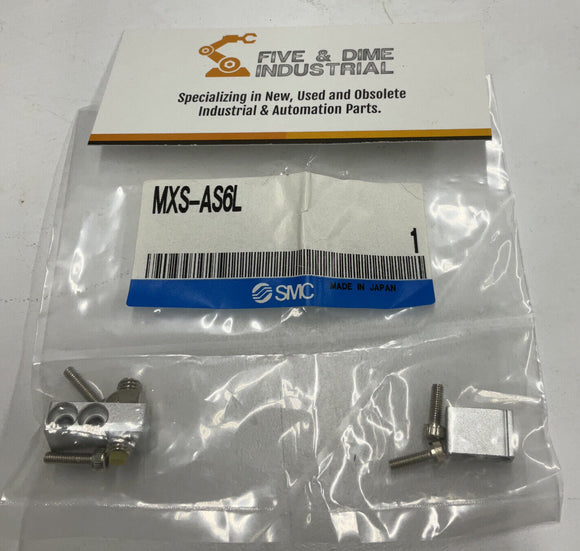 FIVE & DIME
INDUSTRIAL
Specializing in New, Used and Obsolete
Industrial & Automation Parts.
MXS-AS6L
1
SMC MADE IN JAPAN